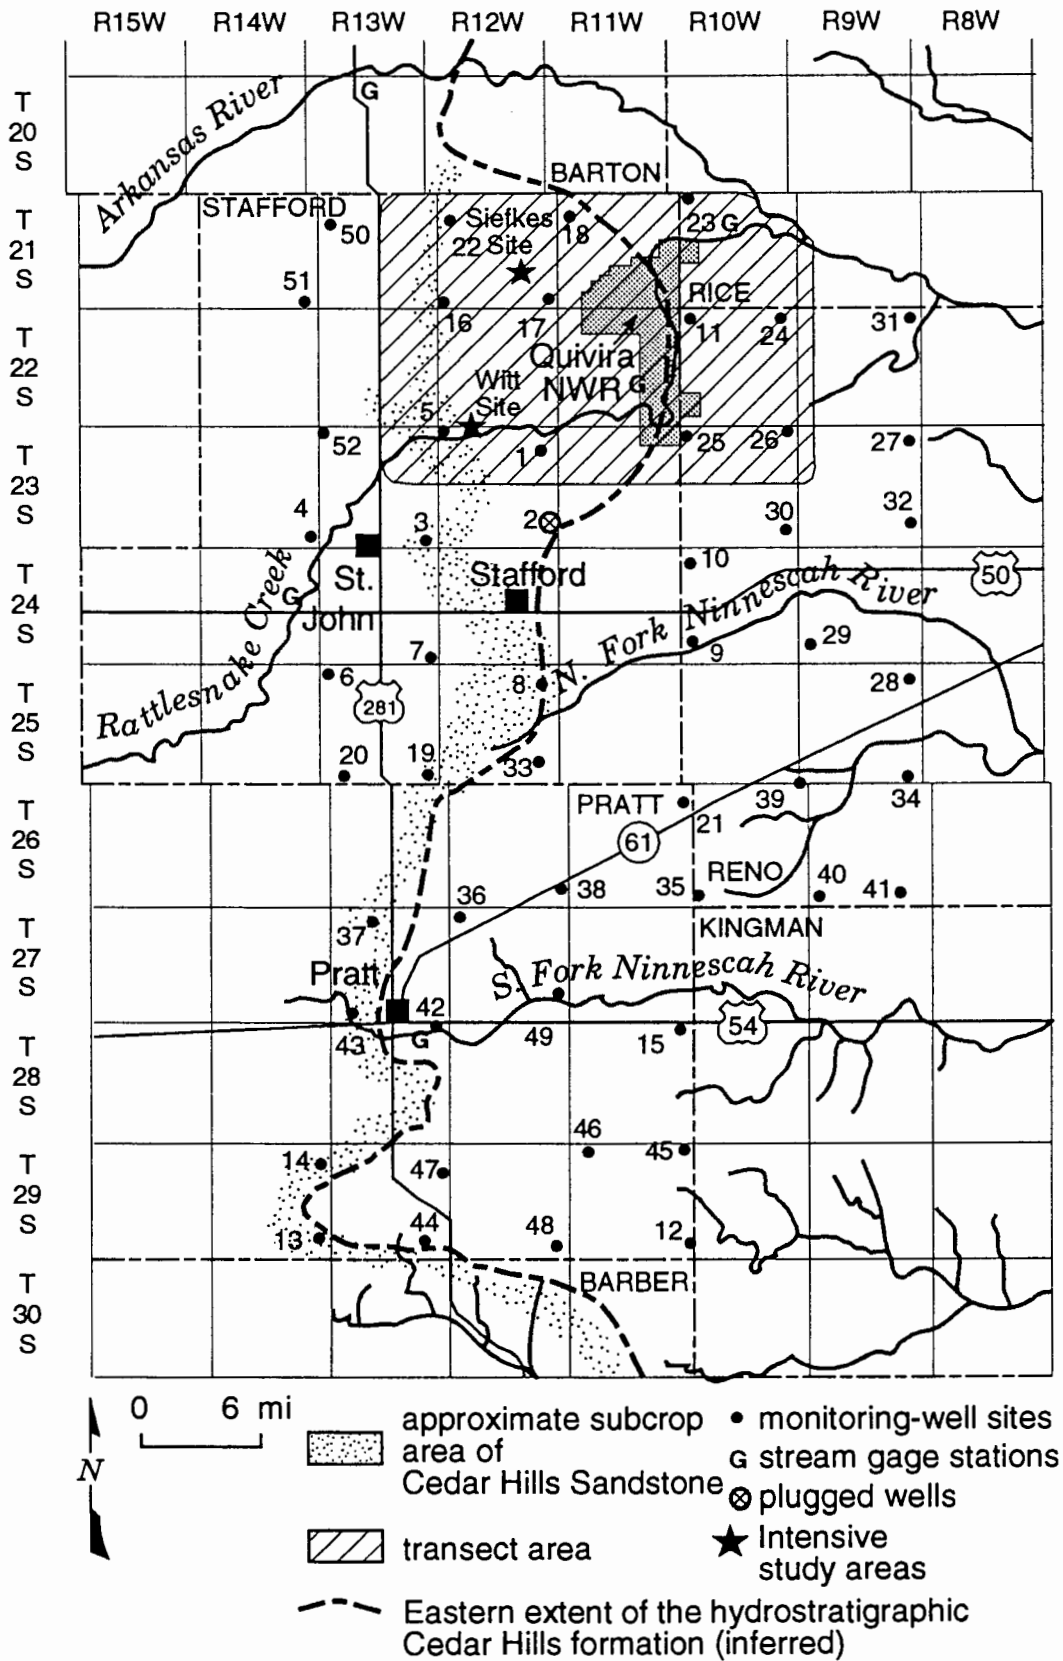 R15W R14W R13W R12W R11W R10W R9W R8W
T
20
S
G
Arkansas River
BARTON
STAFFORD
50
T
21
S
Siefkes
22 Site
18
23 G
51
16
17
RICE
11
24
31
T
22
S
Quivira
NWR G
Witt
Site
5
52
1
25
26
27
T
23
S
4
3
2
30
32
10
50
T
24
S
St.
John
Stafford
G
Rattlesnake Creek
N. Fork Ninnescah River
9
29
7
6
8
28
T
25
S
281
20
19
33
39
34
PRATT
21
T
26
S
61
RENO
36
38
35
40
41
37
KINGMAN
T
27
S
Pratt
S. Fork Ninnescah River
42
43
G
49
15
54
T
28
S
46
45
14
47
T
29
S
13
44
48
12
BARBER
T
30
S
0 6 mi
N
approximate subcrop
area of
Cedar Hills Sandstone
transect area
Eastern extent of the hydrostratigraphic
Cedar Hills formation (inferred)
monitoring-well sites
G stream gage stations
plugged wells
Intensive
study areas